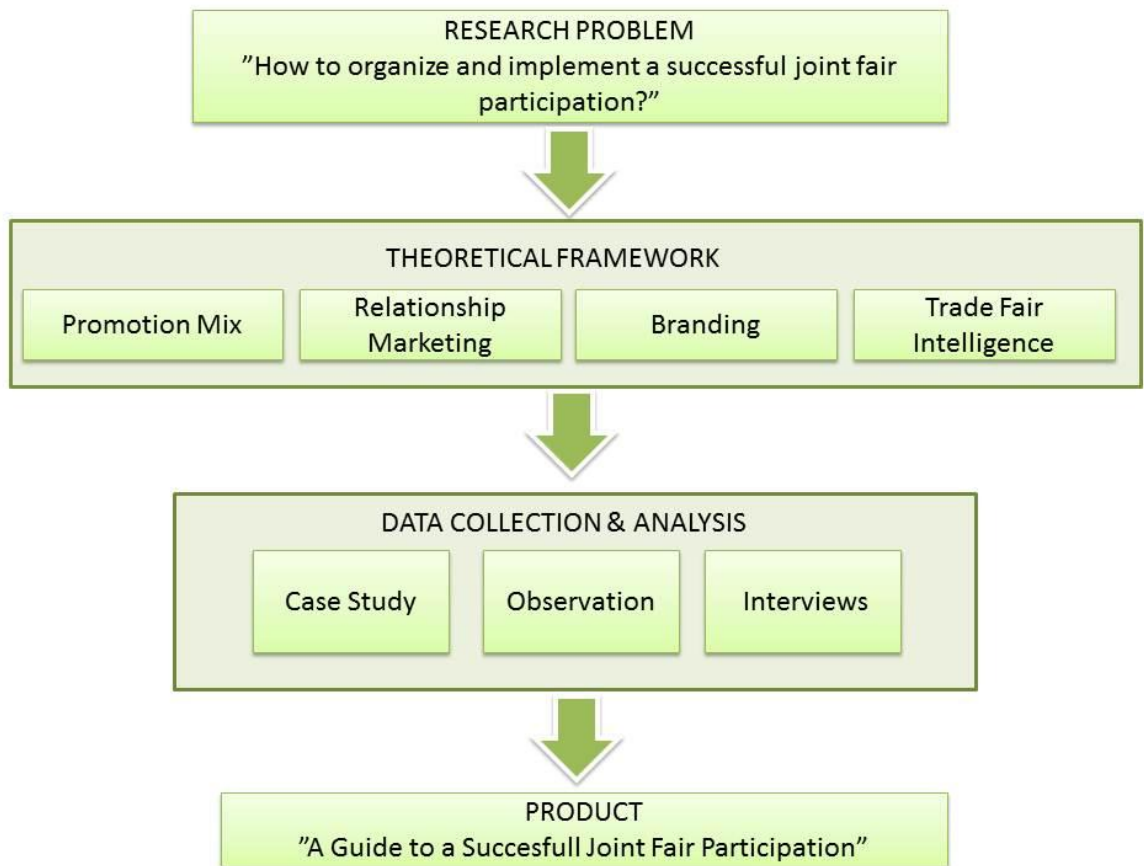 RESEARCH PROBLEM
”How to organize and implement a successful joint fair
participation?”
THEORETICAL FRAMEWORK
Promotion Mix
Relationship
Marketing
Branding
Trade Fair
Intelligence
DATA COLLECTION & ANALYSIS
Case Study
Observation
Interviews
PRODUCT
”A Guide to a Succesfull Joint Fair Participation”